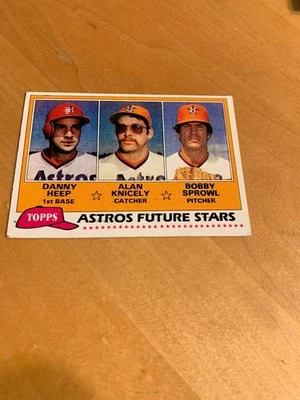 H
Astros
DANNY HEEP
1st BASE
☆
ALAN KNICELY
CATCHER
☆
BOBBY SPROWL
PITCHER
TOPPS
ASTROS FUTURE STARS